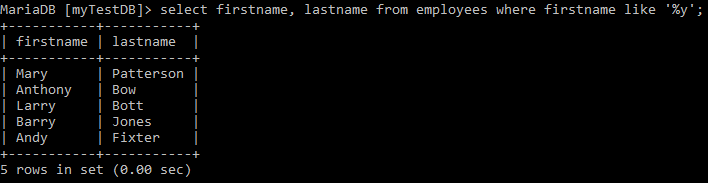 MariaDB [myTestDB]> select firstname, lastname from employees where firstname like '%y';
+-----------+-----------+
| firstname | lastname  |
+-----------+-----------+
| Mary      | Patterson |
| Anthony   | Bow       |
| Larry     | Bott      |
| Barry     | Jones     |
| Andy      | Fixter    |
+-----------+-----------+
5 rows in set (0.00 sec)